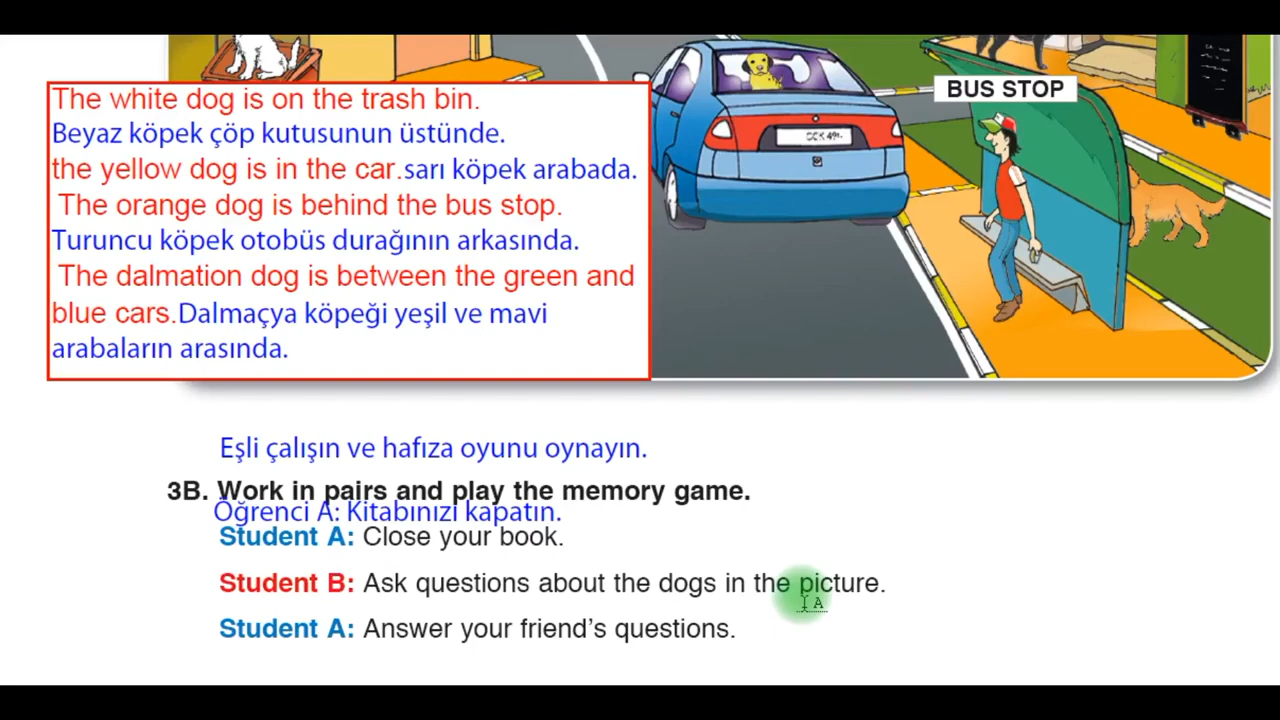 The white dog is on the trash bin.
Beyaz köpek çöp kutusunun üstünde.
the yellow dog is in the car.sarı köpek arabada.
The orange dog is behind the bus stop.
Turuncu köpek otobüs durağının arkasında.
The dalmation dog is between the green and
blue cars.Dalmaçya köpeği yeşil ve mavi
arabaların arasında.
BUS STOP
Eşli çalışın ve hafıza oyunu oynayın.
3B. Work in pairs and play the memory game.
Öğrenci A: Kitabınızı kapatın.
Student A: Close your book.
Student B: Ask questions about the dogs in the picture.
Student A: Answer your friend's questions.